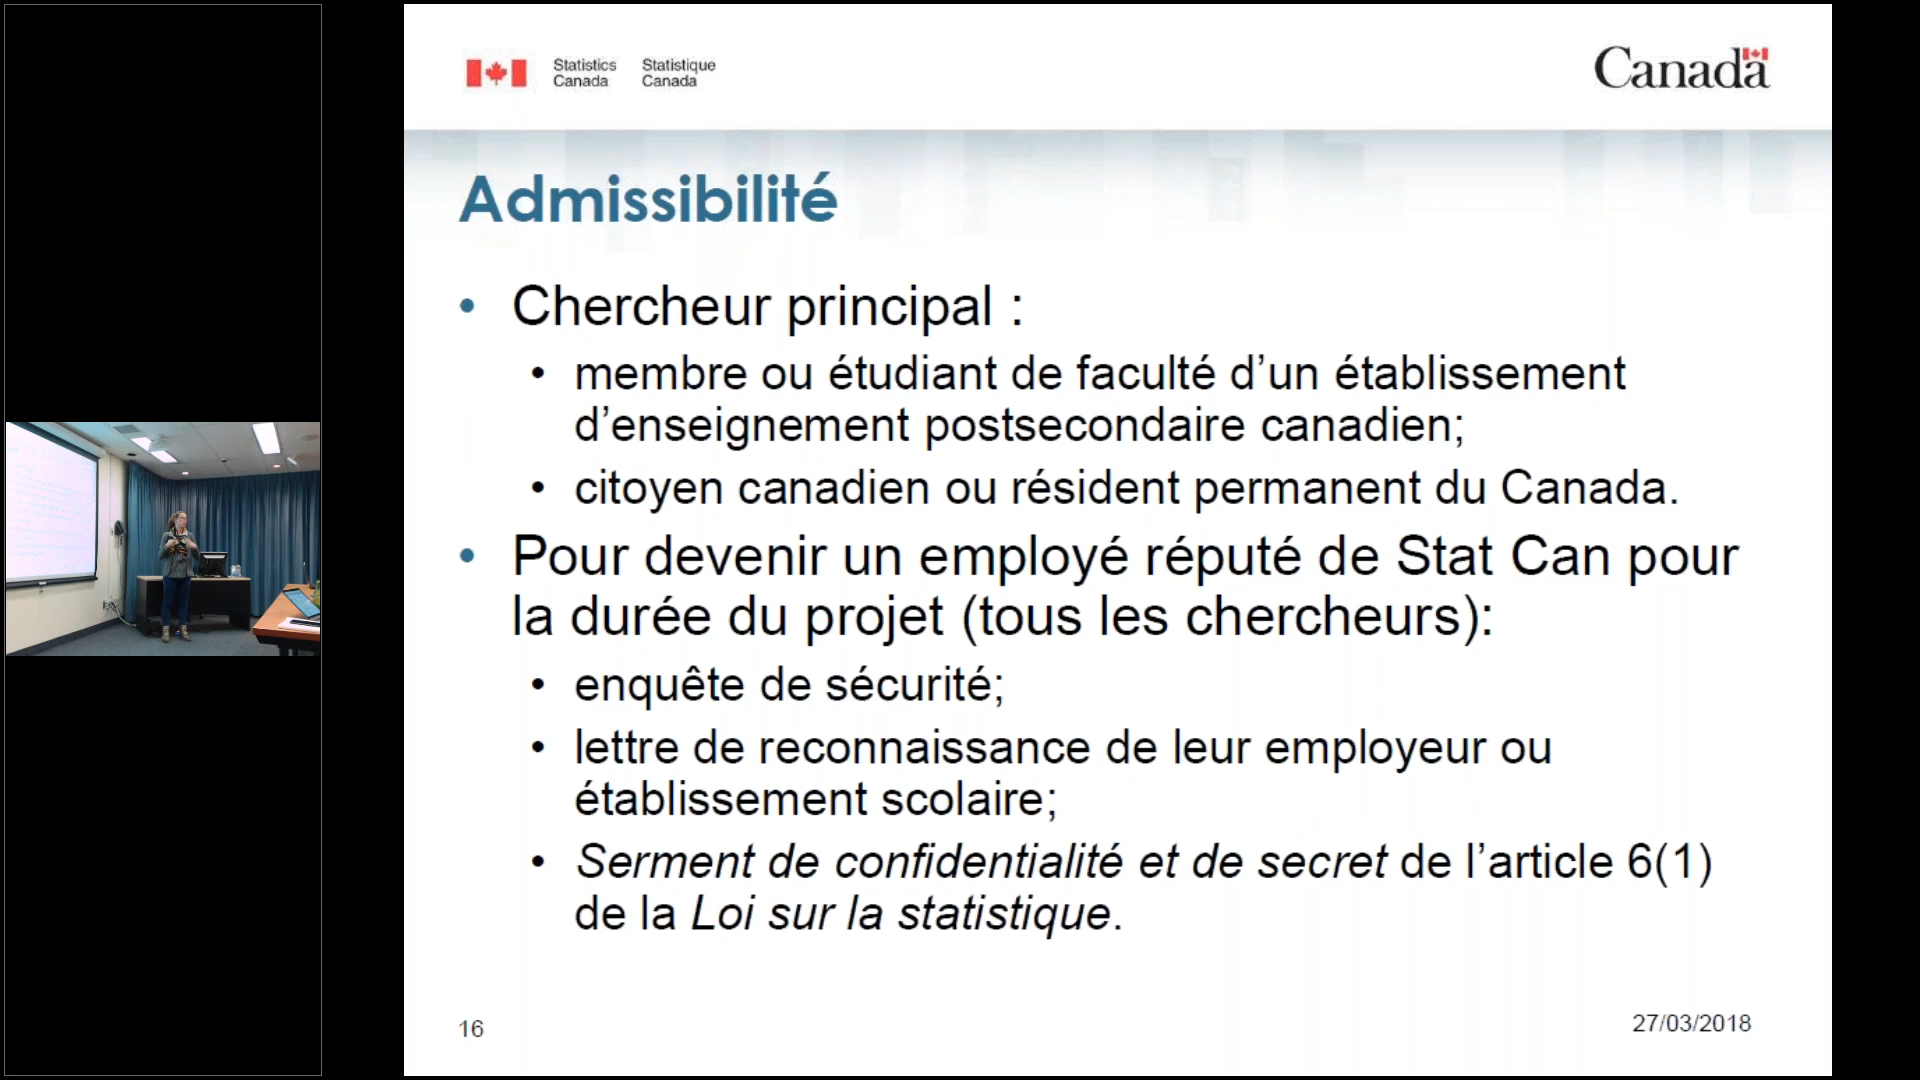 Statistics Canada
Statistique Canada
Canada
Admissibilité
• Chercheur principal :
• membre ou étudiant de faculté d’un établissement
d’enseignement postsecondaire canadien;
• citoyen canadien ou résident permanent du Canada.
• Pour devenir un employé réputé de Stat Can pour
la durée du projet (tous les chercheurs):
• enquête de sécurité;
• lettre de reconnaissance de leur employeur ou
établissement scolaire;
• Serment de confidentialité et de secret de l’article 6(1)
de la Loi sur la statistique.
16
27/03/2018